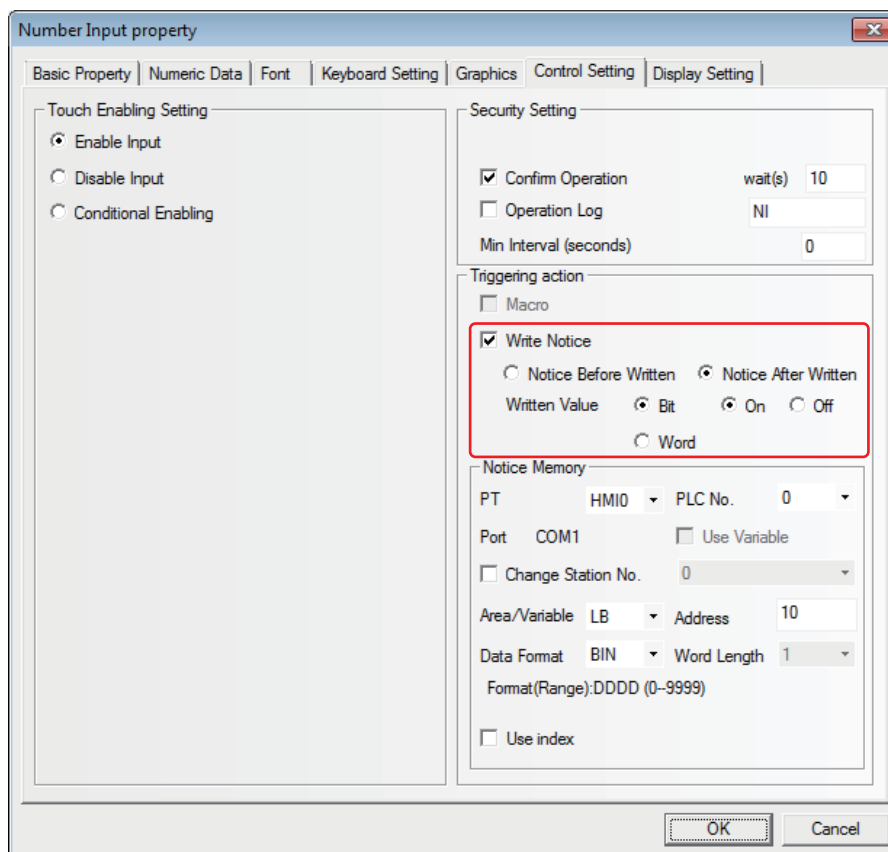 Number Input property
Basic Property Numeric Data Font Keyboard Setting Graphics Control Setting Display Setting
Touch Enabling Setting
Enable Input
Disable Input
Conditional Enabling
Security Setting
Confirm Operation wait(s) 10
Operation Log NI
Min Interval (seconds) 0
Triggering action
Macro
Write Notice
Notice Before Written Notice After Written
Written Value Bit On Off
Word
Notice Memory
PT HMI0 PLC No. 0
Port COM1 Use Variable
Change Station No. 0
Area/Variable LB Address 10
Data Format BIN Word Length 1
Format(Range):DDDD (0--9999)
Use index
OK Cancel